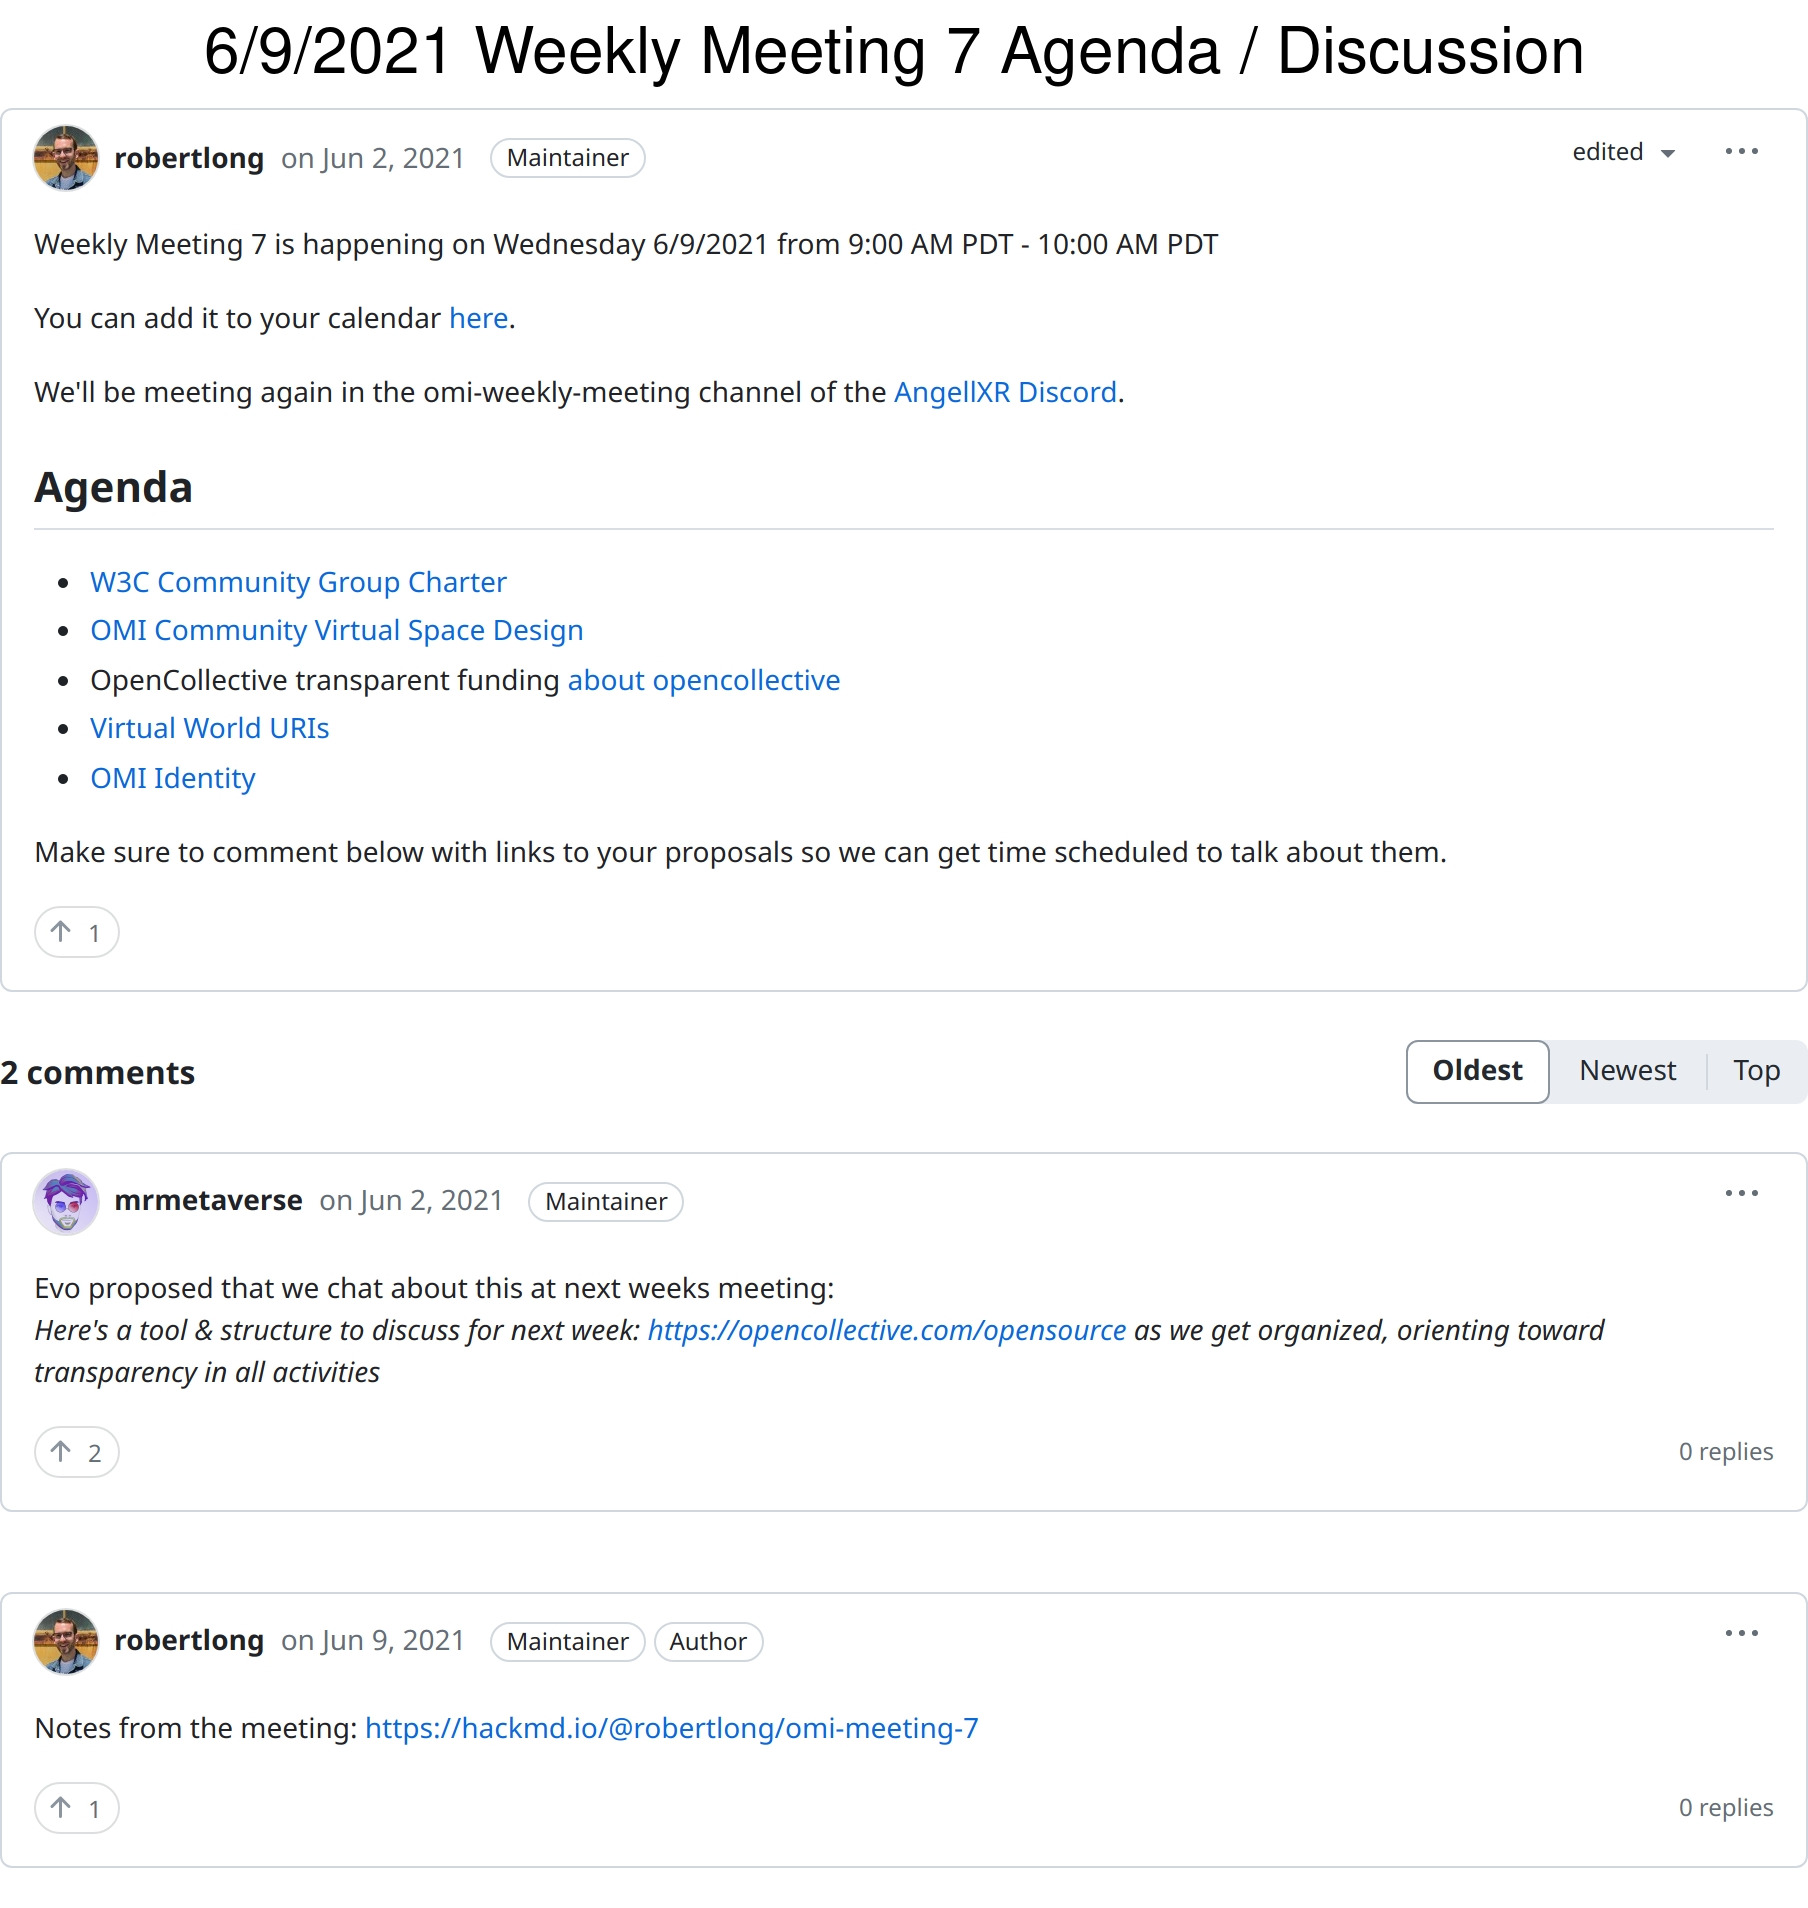 6/9/2021 Weekly Meeting 7 Agenda / Discussion
robertlong on Jun 2, 2021 Maintainer edited
Weekly Meeting 7 is happening on Wednesday 6/9/2021 from 9:00 AM PDT - 10:00 AM PDT
You can add it to your calendar here.
We'll be meeting again in the omi-weekly-meeting channel of the AngellXR Discord.
Agenda
W3C Community Group Charter
OMI Community Virtual Space Design
OpenCollective transparent funding about opencollective
Virtual World URIs
OMI Identity
Make sure to comment below with links to your proposals so we can get time scheduled to talk about them.
1
2 comments Oldest Newest Top
mrmetaverse on Jun 2, 2021 Maintainer
Evo proposed that we chat about this at next weeks meeting:
Here's a tool & structure to discuss for next week: https://opencollective.com/opensource as we get organized, orienting toward
transparency in all activities
2 0 replies
robertlong on Jun 9, 2021 Maintainer Author
Notes from the meeting: https://hackmd.io/@robertlong/omi-meeting-7
1 0 replies